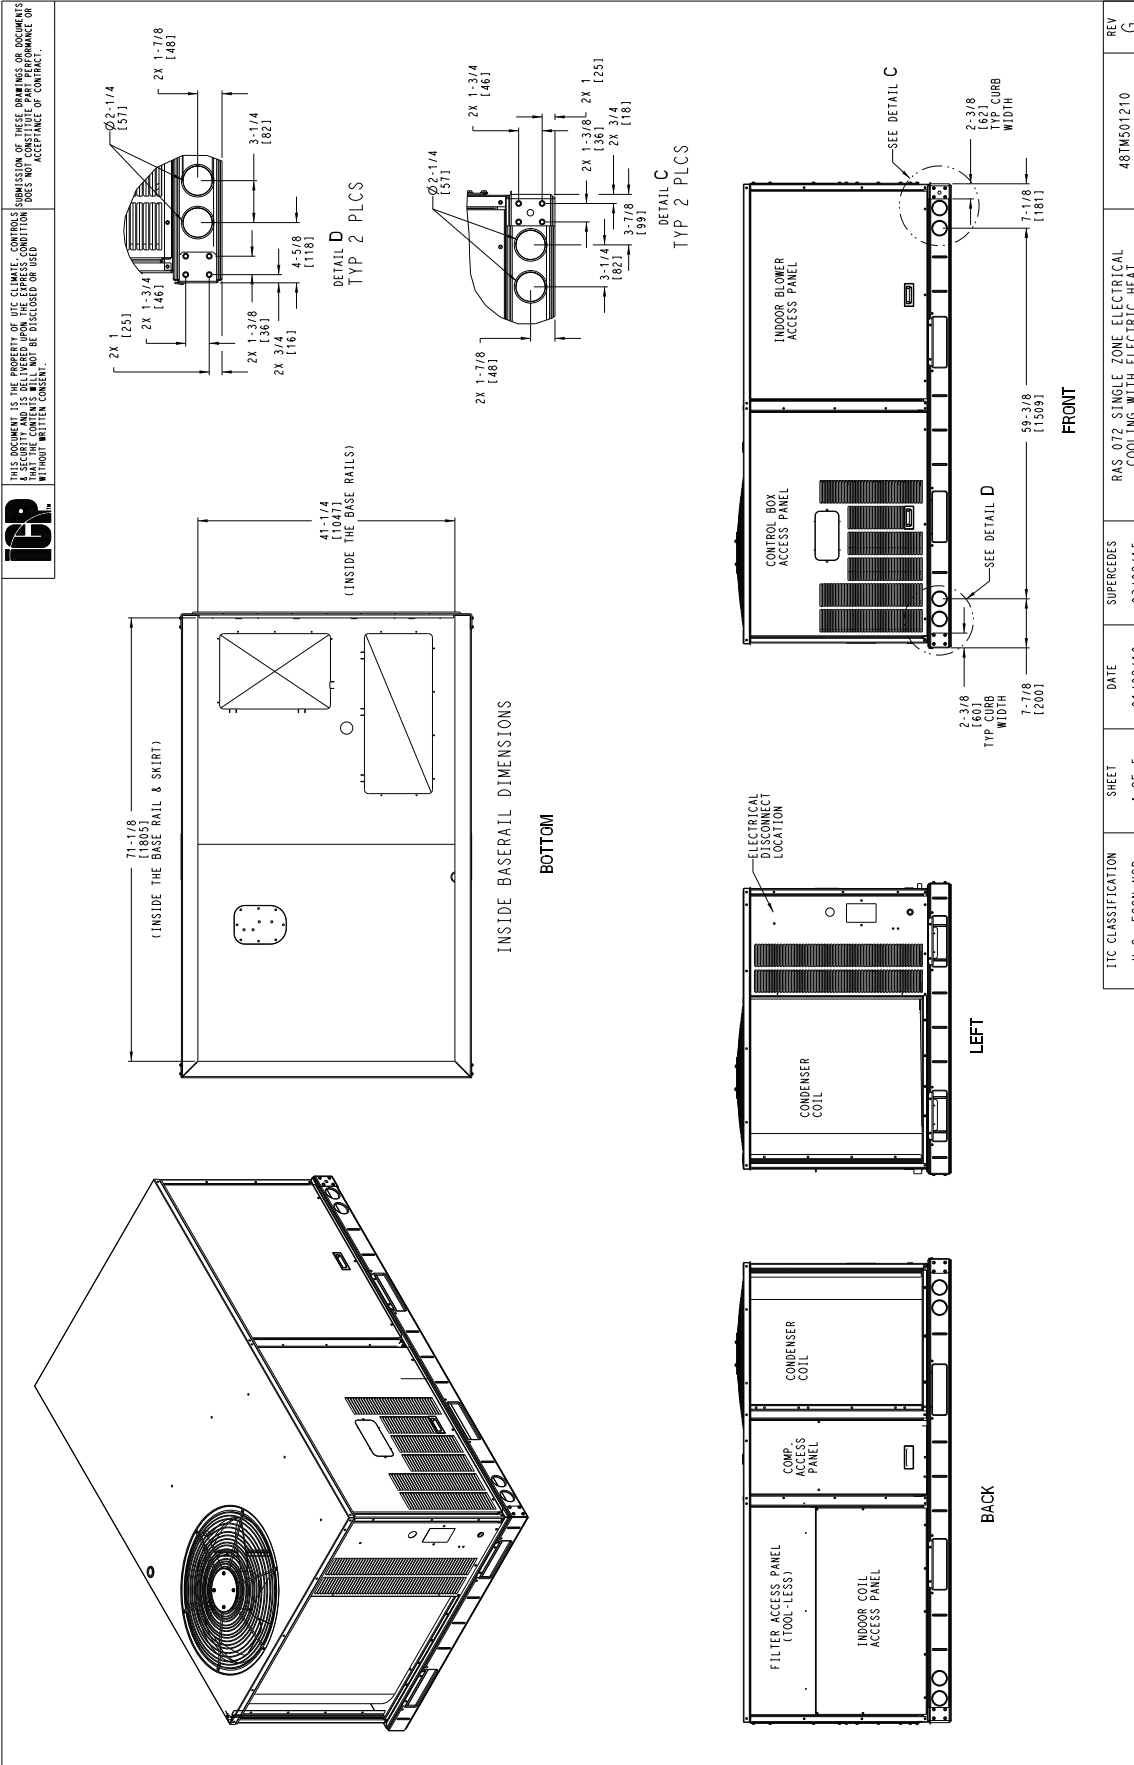 ICP TM
THIS DOCUMENT IS THE PROPERTY OF UTC CLIMATE, CONTROLS
& SECURITY AND IS DELIVERED UPON THE EXPRESS CONDITION
THAT THE CONTENTS WILL NOT BE DISCLOSED OR USED
WITHOUT WRITTEN CONSENT.
SUBMISSION OF THESE DRAWINGS OR DOCUMENTS
DOES NOT CONSTITUTE PART PERFORMANCE OR
ACCEPTANCE OF CONTRACT.
71-1/8
[1805]
(INSIDE THE BASE RAIL & SKIRT)
41-1/4
[1047]
(INSIDE THE BASE RAILS)
INSIDE BASERAIL DIMENSIONS
BOTTOM
2X 1
[25]
2X 1-3/4
[46]
2X 1-3/8
[36]
2X 3/4
[16]
4-5/8
[118]
3-1/4
[82]
Ø2-1/4
[57]
2X 1-7/8
[48]
DETAIL D
TYP 2 PLCS
2X 1-7/8
[48]
Ø2-1/4
[57]
2X 1-3/4
[46]
2X 1
[25]
2X 1-3/8
[36]
2X 3/4
[18]
3-7/8
[99]
3-1/4
[82]
DETAIL C
TYP 2 PLCS
FILTER ACCESS PANEL
(TOOL-LESS)
INDOOR COIL
ACCESS PANEL
COMP.
ACCESS
PANEL
CONDENSER
COIL
BACK
CONDENSER
COIL
ELECTRICAL
DISCONNECT
LOCATION
LEFT
CONTROL BOX
ACCESS PANEL
INDOOR BLOWER
ACCESS PANEL
SEE DETAIL C
SEE DETAIL D
2-3/8
[60]
TYP CURB
WIDTH
7-7/8
[200]
59-3/8
[1509]
2-3/8
[62]
TYP CURB
WIDTH
7-1/8
[181]
FRONT
ITC CLASSIFICATION
SHEET
DATE
SUPERCEDES
RAS 072 SINGLE ZONE ELECTRICAL
COOLING WITH ELECTRIC HEAT
48TM501210
REV
G